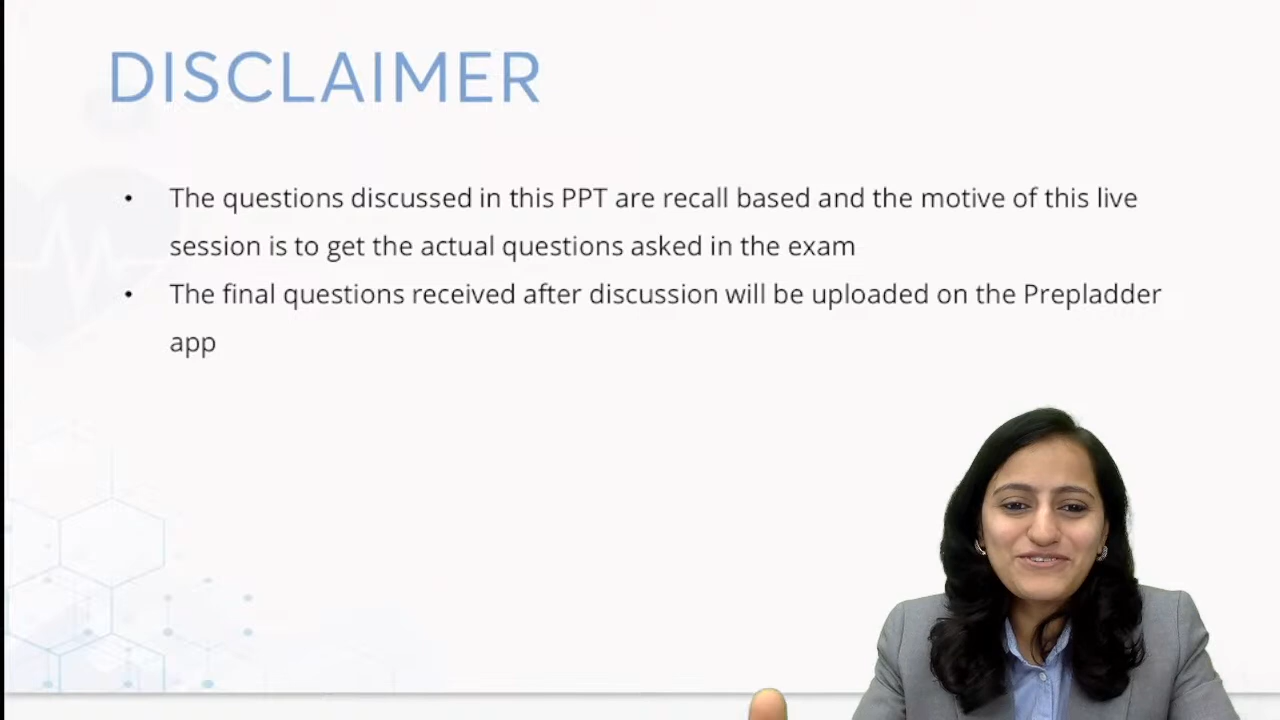 DISCLAIMER
• The questions discussed in this PPT are recall based and the motive of this live
session is to get the actual questions asked in the exam
• The final questions received after discussion will be uploaded on the Prepladder
app